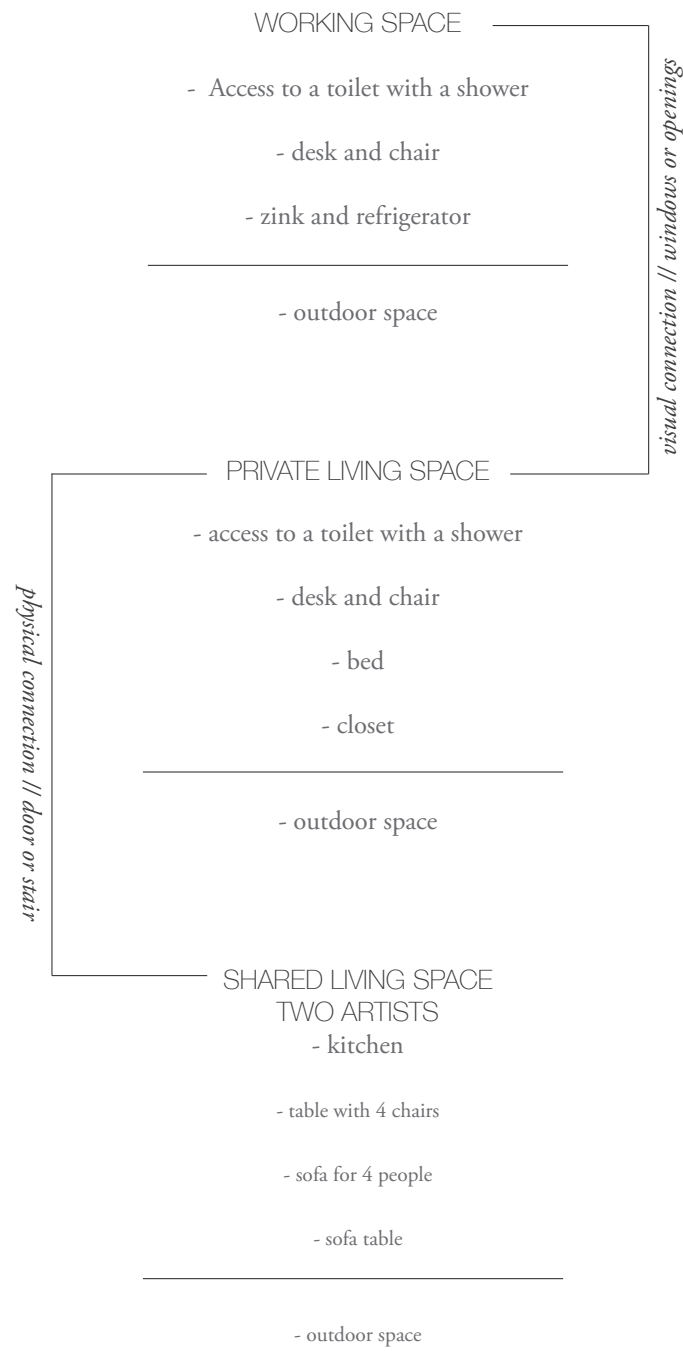 WORKING SPACE
- Access to a toilet with a shower
- desk and chair
- zink and refrigerator
- outdoor space
visual connection // windows or openings
PRIVATE LIVING SPACE
- access to a toilet with a shower
- desk and chair
- bed
- closet
- outdoor space
physical connection // door or stair
SHARED LIVING SPACE
TWO ARTISTS
- kitchen
- table with 4 chairs
- sofa for 4 people
- sofa table
- outdoor space